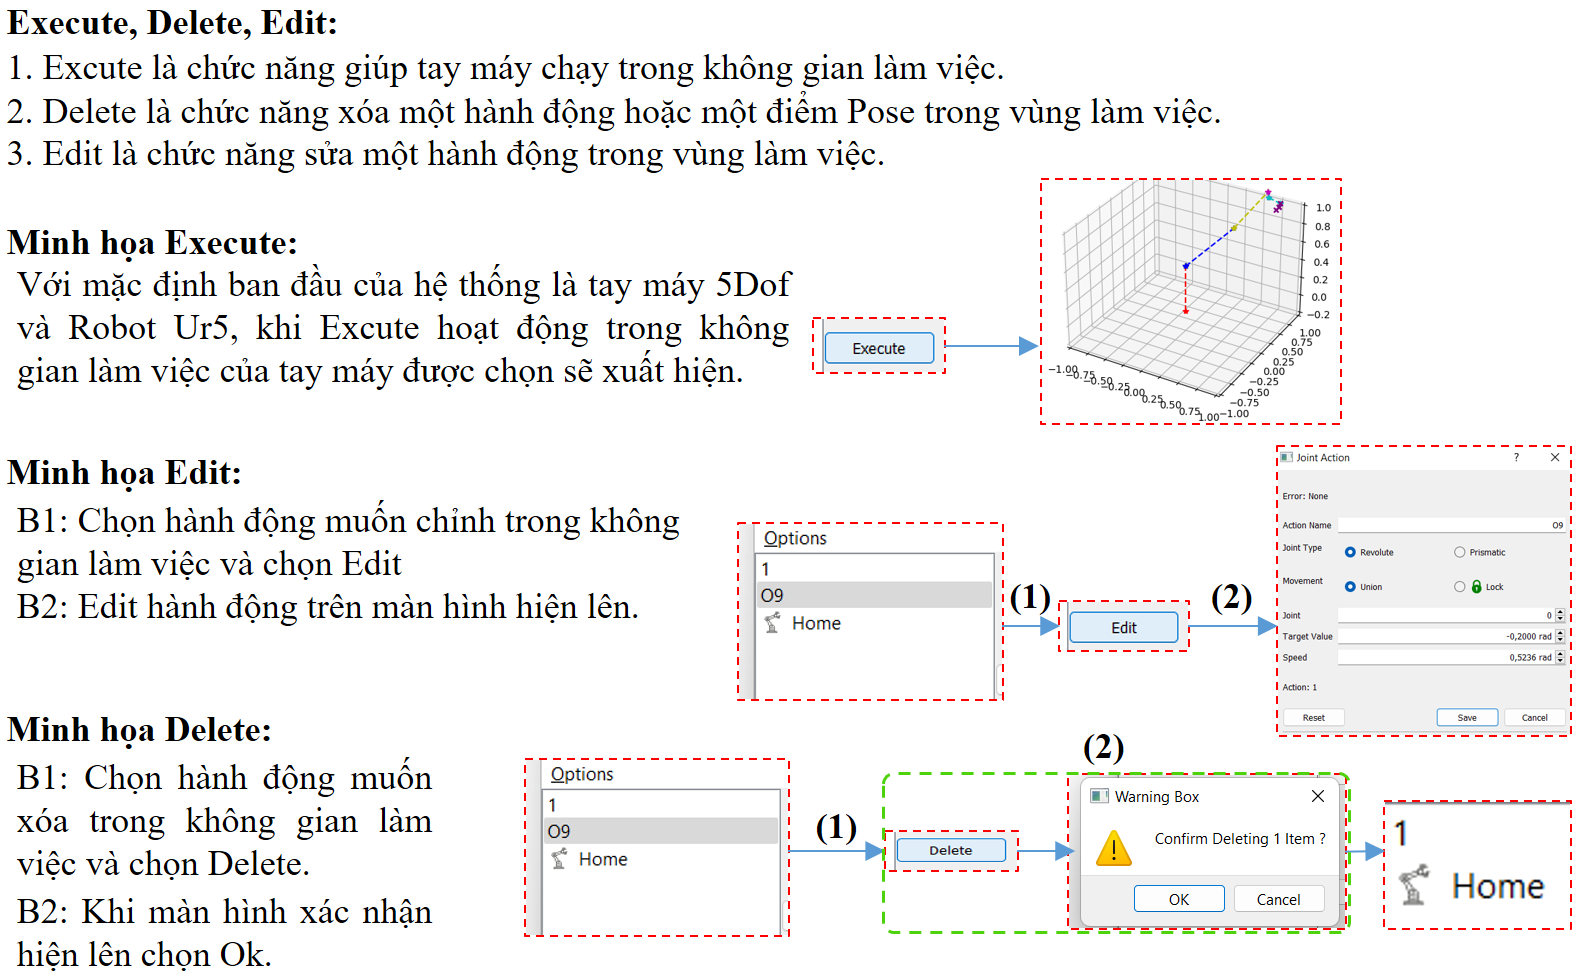 Execute, Delete, Edit:
1. Excute là chức năng giúp tay máy chạy trong không gian làm việc.
2. Delete là chức năng xóa một hành động hoặc một điểm Pose trong vùng làm việc.
3. Edit là chức năng sửa một hành động trong vùng làm việc.
Minh họa Execute:
Với mặc định ban đầu của hệ thống là tay máy 5Dof
và Robot Ur5, khi Excute hoạt động trong không
gian làm việc của tay máy được chọn sẽ xuất hiện.
Execute
1.0
0.8
0.6
0.4
0.2
0.0
−0.2
1.00
0.75
0.50
0.25
0.00
−0.25
−0.50
−0.75
−1.00
−1.00
−0.75
−0.50
−0.25
0.00
0.25
0.50
0.75
1.00
Minh họa Edit:
B1: Chọn hành động muốn chỉnh trong không
gian làm việc và chọn Edit
B2: Edit hành động trên màn hình hiện lên.
Options
1
O9
Home
(1)
Edit
(2)
Joint Action ? ×
Error: None
Action Name O9
Joint Type Revolute Prismatic
Movement Union Lock
Joint 0
Target Value -0,2000 rad
Speed 0,5236 rad
Action: 1
Reset Save Cancel
Minh họa Delete:
B1: Chọn hành động muốn
xóa trong không gian làm
việc và chọn Delete.
B2: Khi màn hình xác nhận
hiện lên chọn Ok.
Options
1
O9
Home
(1)
Delete
(2)
Warning Box ×
Confirm Deleting 1 Item ?
OK Cancel
1
Home